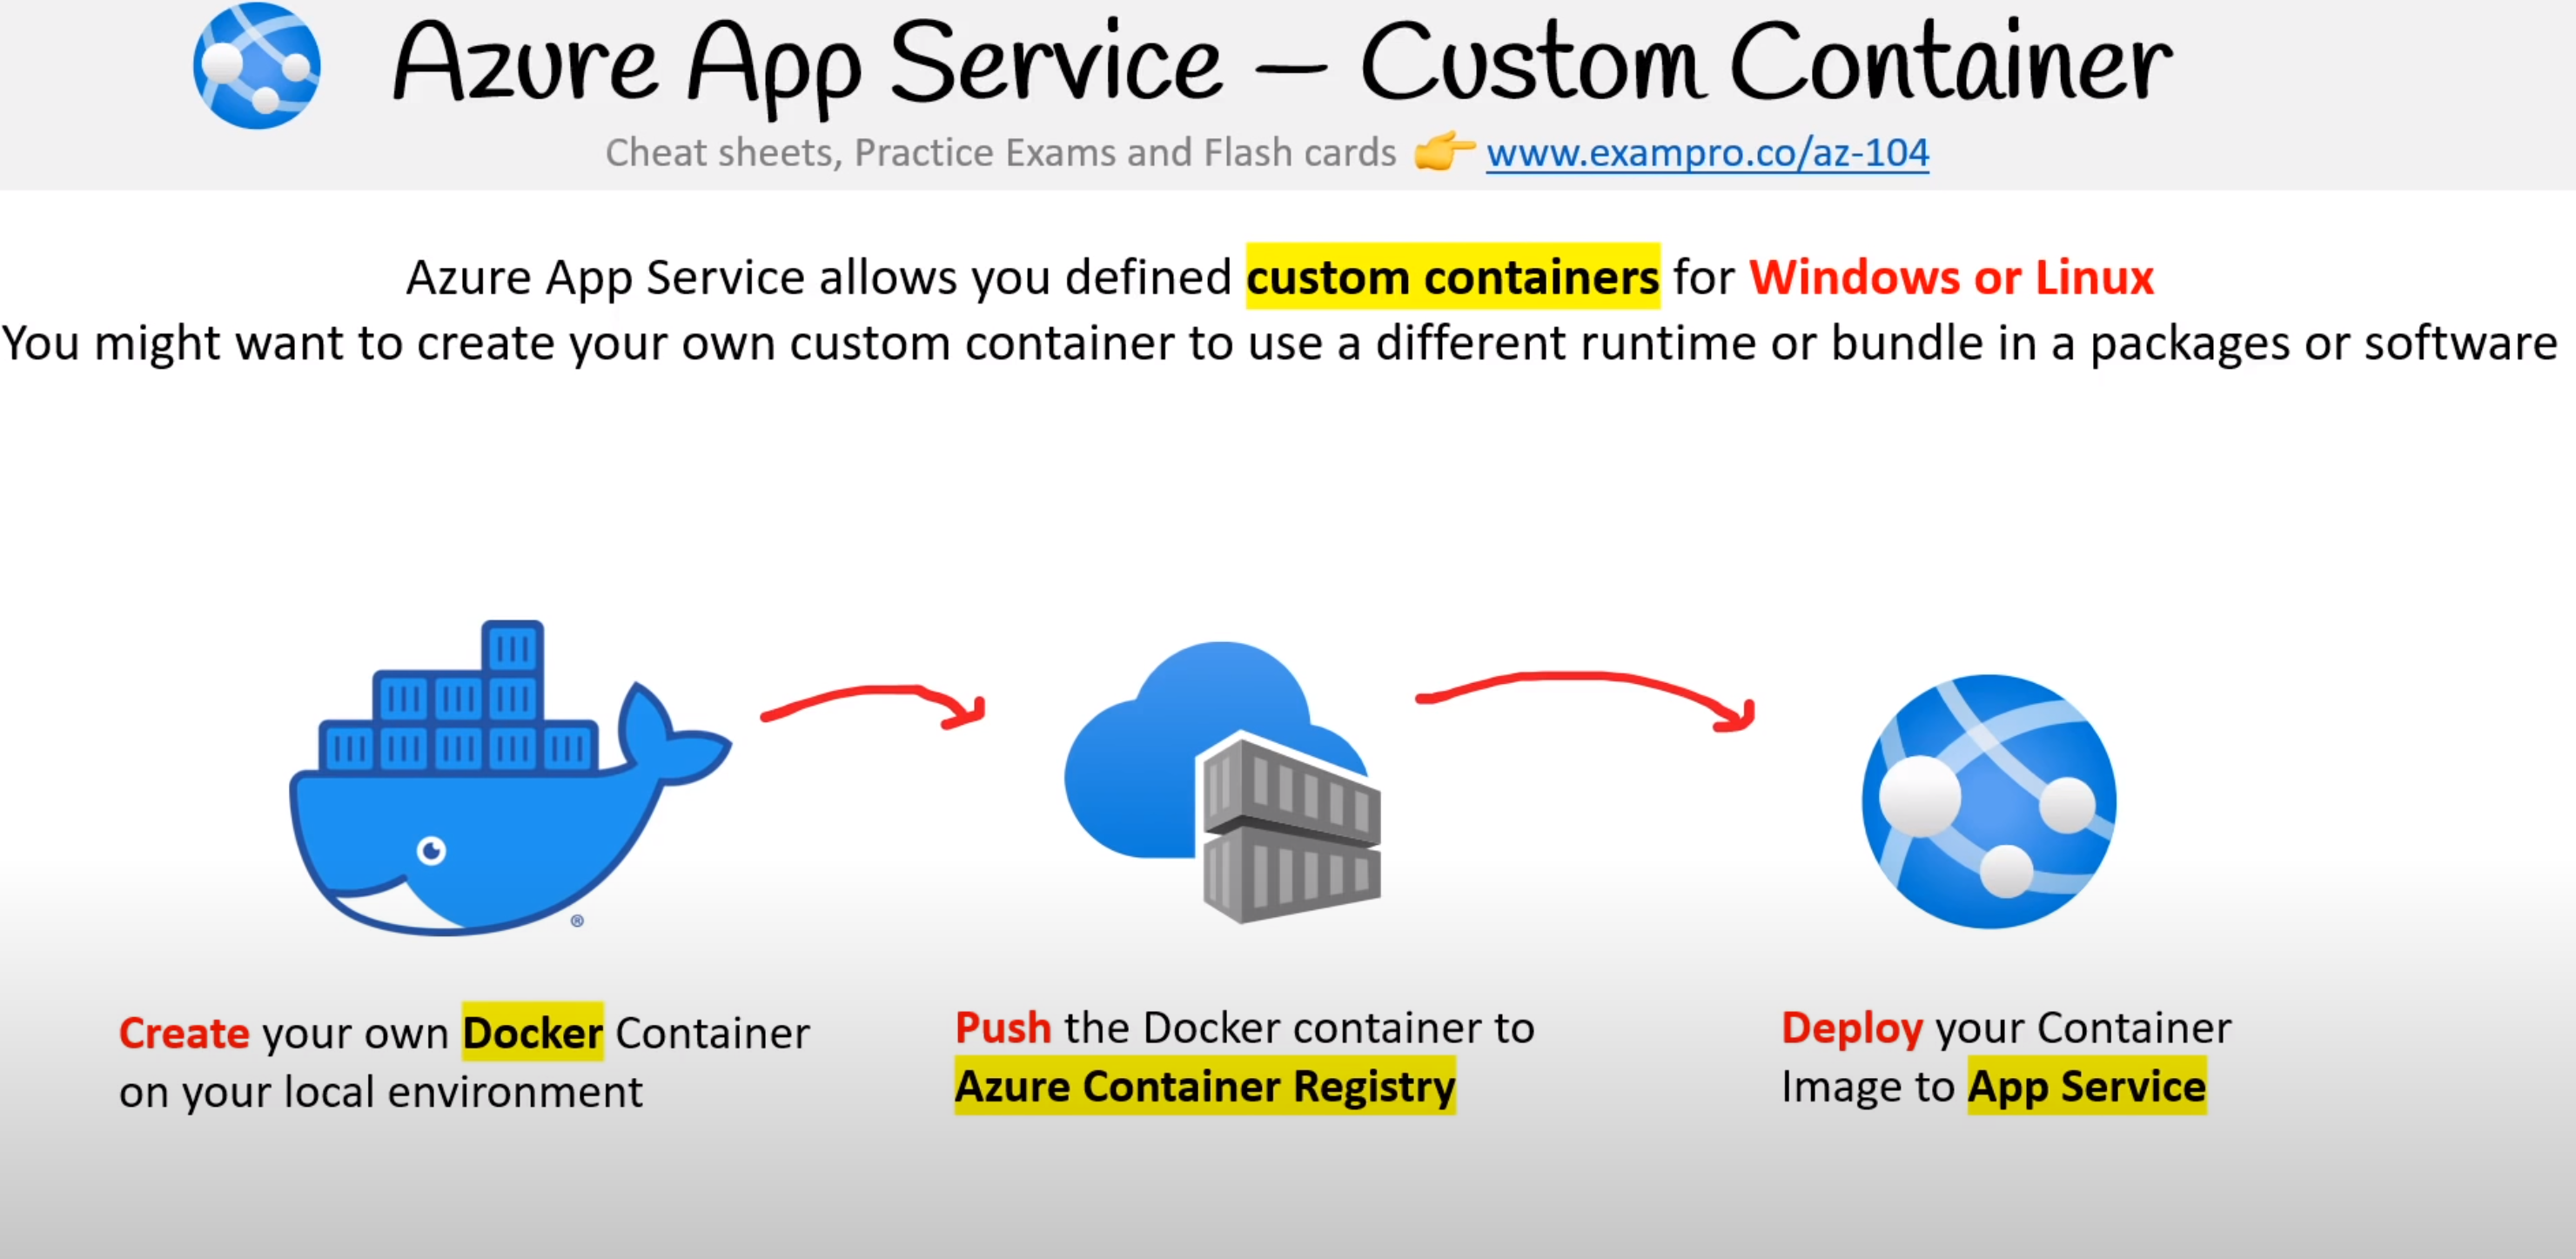 Azure App Service – Custom Container
Cheat sheets, Practice Exams and Flash cards 👉 www.exampro.co/az-104
Azure App Service allows you defined custom containers for Windows or Linux
You might want to create your own custom container to use a different runtime or bundle in a packages or software
®
Create your own Docker Container
on your local environment
Push the Docker container to
Azure Container Registry
Deploy your Container
Image to App Service